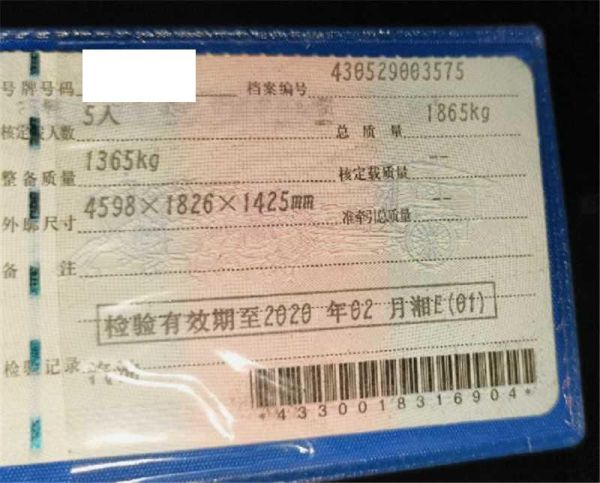 号牌号码 档案编号 430529003575
核定载人数 5人 总质量 1865kg
整备质量 1365kg 核定载质量 --
外廓尺寸 4598×1826×1425mm 准牵引总质量 --
备注
检验有效期至2020 年02 月湘E(01)
检验记录
*4330018316904*